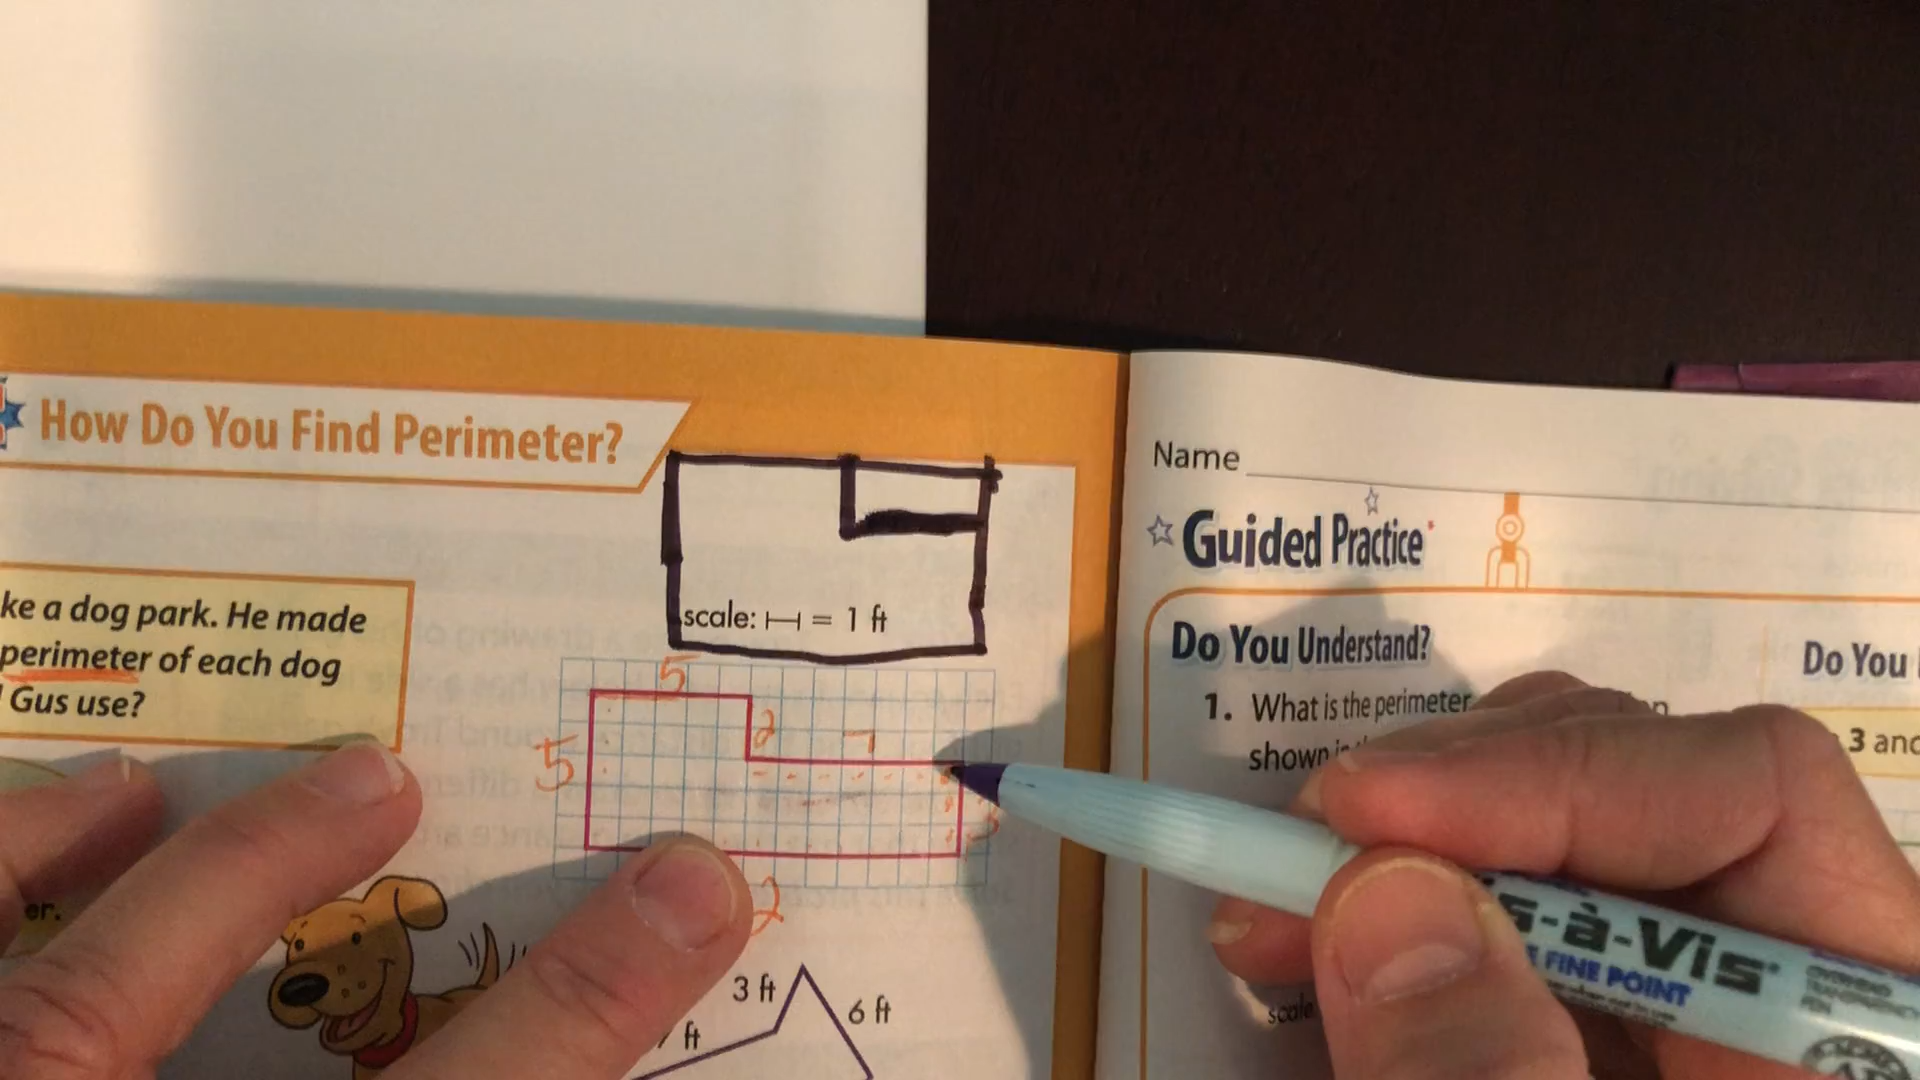 How Do You Find Perimeter?
ke a dog park. He made
perimeter of each dog
Gus use?
er.
scale: = 1 ft
5
2
7
5
3
2
3 ft
6 ft
ft
Name
Guided Practice
Do You Understand?
1. What is the perimeter
shown
scale
Do You
3 and
s-à-Vis
FINE POINT